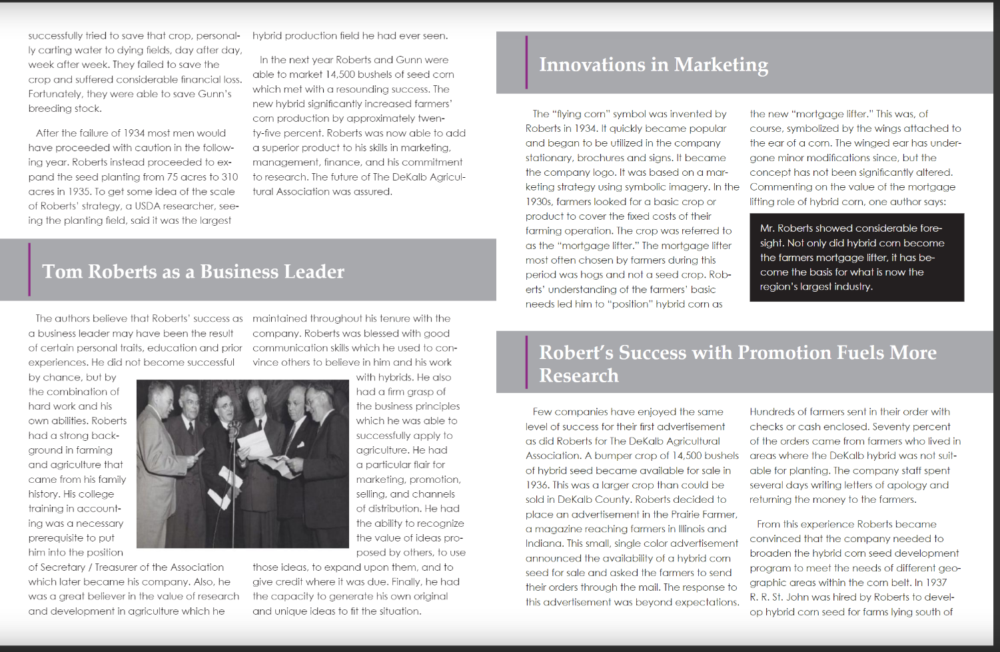 successfully tried to save that crop, personal-
ly carting water to dying fields, day after day,
week after week. They failed to save the
crop and suffered considerable financial loss.
Fortunately, they were able to save Gunn’s
breeding stock.
After the failure of 1934 most men would
have proceeded with caution in the follow-
ing year. Roberts instead proceeded to ex-
pand the seed planting from 75 acres to 310
acres in 1935. To get some idea of the scale
of Roberts’ strategy, a USDA researcher, see-
ing the planting field, said it was the largest
hybrid production field he had ever seen.
In the next year Roberts and Gunn were
able to market 14,500 bushels of seed corn
which met with a resounding success. The
new hybrid significantly increased farmers’
corn production by approximately twen-
ty-five percent. Roberts was now able to add
a superior product to his skills in marketing,
management, finance, and his commitment
to research. The future of The DeKalb Agricul-
tural Association was assured.
Tom Roberts as a Business Leader
The authors believe that Roberts’ success as
a business leader may have been the result
of certain personal traits, education and prior
experiences. He did not become successful
by chance, but by
the combination of
hard work and his
own abilities. Roberts
had a strong back-
ground in farming
and agriculture that
came from his family
history. His college
training in account-
ing was a necessary
prerequisite to put
him into the position
of Secretary / Treasurer of the Association
which later became his company. Also, he
was a great believer in the value of research
and development in agriculture which he
maintained throughout his tenure with the
company. Roberts was blessed with good
communication skills which he used to con-
vince others to believe in him and his work
with hybrids. He also
had a firm grasp of
the business principles
which he was able to
successfully apply to
agriculture. He had
a particular flair for
marketing, promotion,
selling, and channels
of distribution. He had
the ability to recognize
the value of ideas pro-
posed by others, to use
those ideas, to expand upon them, and to
give credit where it was due. Finally, he had
the capacity to generate his own original
and unique ideas to fit the situation.
Innovations in Marketing
The “flying corn” symbol was invented by
Roberts in 1934. It quickly became popular
and began to be utilized in the company
stationary, brochures and signs. It became
the company logo. It was based on a mar-
keting strategy using symbolic imagery. In the
1930s, farmers looked for a basic crop or
product to cover the fixed costs of their
farming operation. The crop was referred to
as the “mortgage lifter.” The mortgage lifter
most often chosen by farmers during this
period was hogs and not a seed crop. Rob-
erts’ understanding of the farmers’ basic
needs led him to “position” hybrid corn as
the new “mortgage lifter.” This was, of
course, symbolized by the wings attached to
the ear of a corn. The winged ear has under-
gone minor modifications since, but the
concept has not been significantly altered.
Commenting on the value of the mortgage
lifting role of hybrid corn, one author says:
Mr. Roberts showed considerable fore-
sight. Not only did hybrid corn become
the farmers mortgage lifter, it has be-
come the basis for what is now the
region’s largest industry.
Robert’s Success with Promotion Fuels More
Research
Few companies have enjoyed the same
level of success for their first advertisement
as did Roberts for The DeKalb Agricultural
Association. A bumper crop of 14,500 bushels
of hybrid seed became available for sale in
1936. This was a larger crop than could be
sold in DeKalb County. Roberts decided to
place an advertisement in the Prairie Farmer,
a magazine reaching farmers in Illinois and
Indiana. This small, single color advertisement
announced the availability of a hybrid corn
seed for sale and asked the farmers to send
their orders through the mail. The response to
this advertisement was beyond expectations.
Hundreds of farmers sent in their order with
checks or cash enclosed. Seventy percent
of the orders came from farmers who lived in
areas where the DeKalb hybrid was not suit-
able for planting. The company staff spent
several days writing letters of apology and
returning the money to the farmers.
From this experience Roberts became
convinced that the company needed to
broaden the hybrid corn seed development
program to meet the needs of different geo-
graphic areas within the corn belt. In 1937
R. R. St. John was hired by Roberts to devel-
op hybrid corn seed for farms lying south of